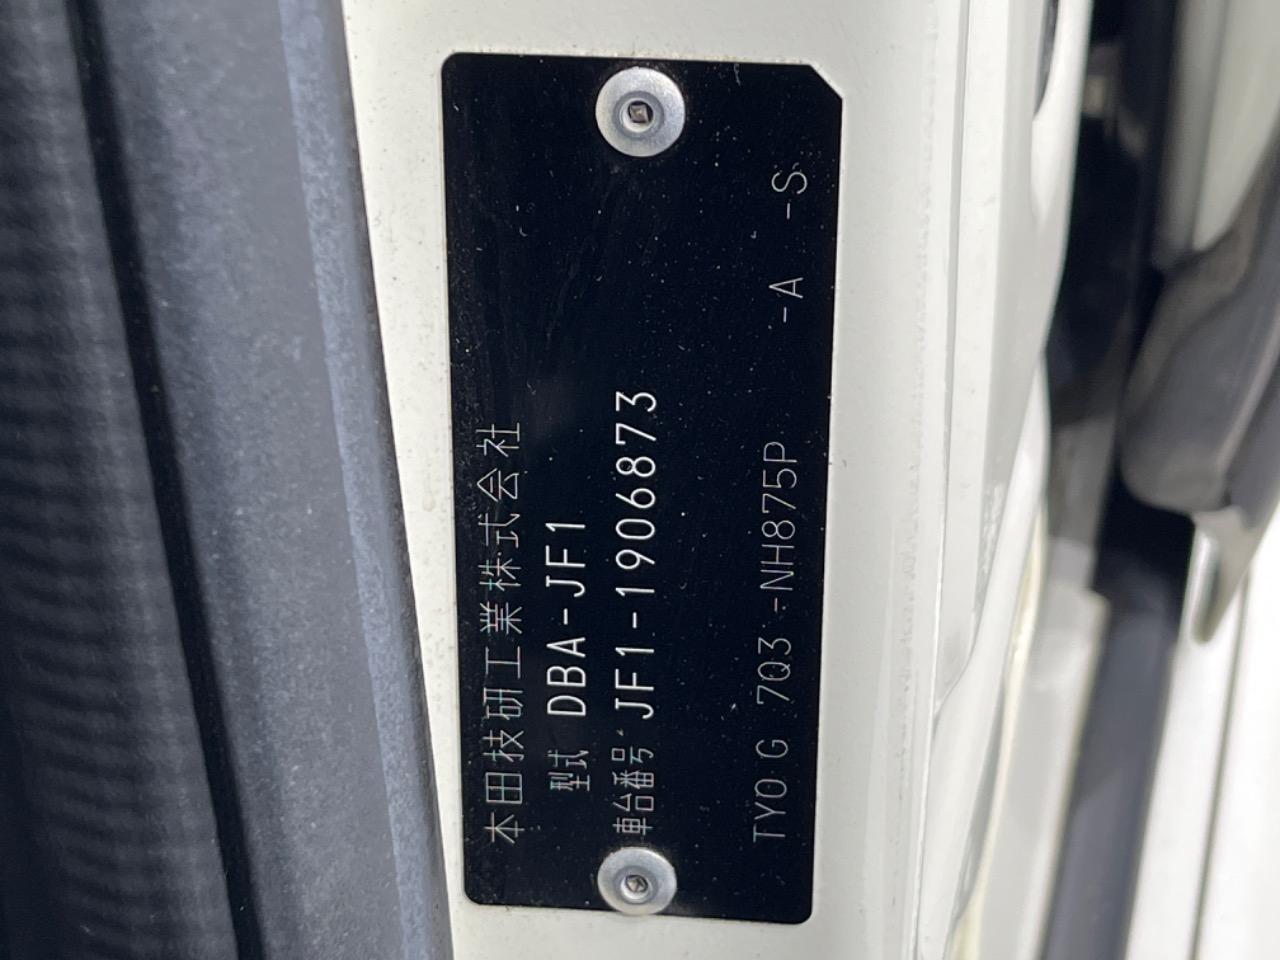 本田技研工業株式会社
型式 DBA-JF1
車台番号 JF1-1906873
TYO G 7Q3 -NH875P -A -S